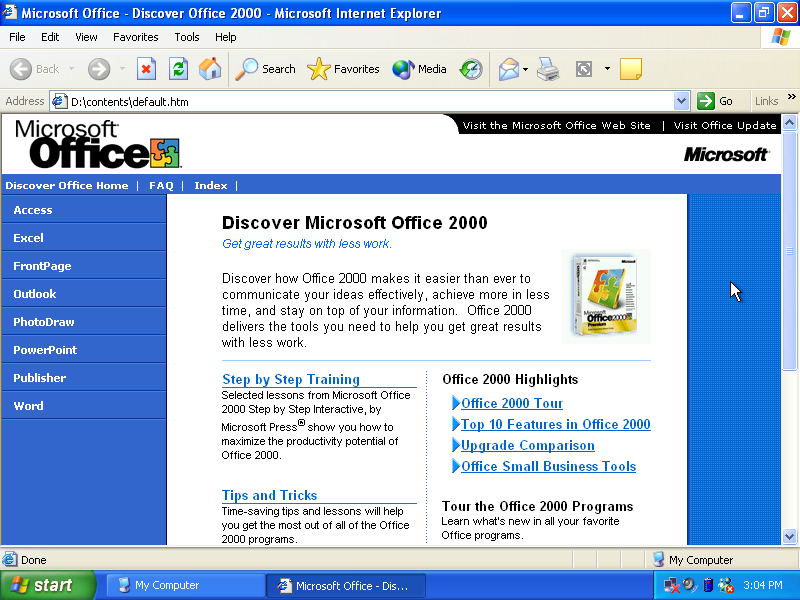 Microsoft Office - Discover Office 2000 - Microsoft Internet Explorer
File Edit View Favorites Tools Help
Back Search Favorites Media
Address D:\contents\default.htm Go Links »
Microsoft Office
Visit the Microsoft Office Web Site | Visit Office Update
Microsoft
Discover Office Home | FAQ | Index |
Access
Excel
FrontPage
Outlook
PhotoDraw
PowerPoint
Publisher
Word
Discover Microsoft Office 2000
Get great results with less work.
Discover how Office 2000 makes it easier than ever to
communicate your ideas effectively, achieve more in less
time, and stay on top of your information. Office 2000
delivers the tools you need to help you get great results
with less work.
Microsoft
Office2000
Premium
Step by Step Training
Selected lessons from Microsoft Office
2000 Step by Step Interactive, by
Microsoft Press® show you how to
maximize the productivity potential of
Office 2000.
Tips and Tricks
Time-saving tips and lessons will help
you get the most out of all of the Office
2000 programs.
Office 2000 Highlights
Office 2000 Tour
Top 10 Features in Office 2000
Upgrade Comparison
Office Small Business Tools
Tour the Office 2000 Programs
Learn what's new in all your favorite
Office programs.
Done My Computer
start My Computer Microsoft Office - Dis... 3:04 PM